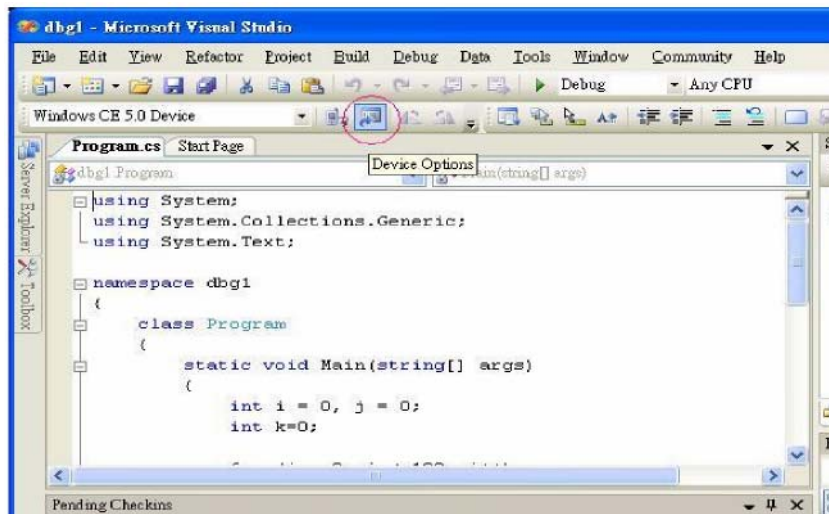 dbg1 - Microsoft Visual Studio
File Edit View Refactor Project Build Debug Data Tools Window Community Help
Debug Any CPU
Windows CE 5.0 Device
Program.cs Start Page
Device Options
dbg1 Program
(string[] args)
Server Explorer
Toolbox
using System;
using System.Collections.Generic;
using System.Text;
namespace dbg1
{
class Program
{
static void Main(string[] args)
{
int i = 0, j = 0;
int k=0;
Pending Checkins